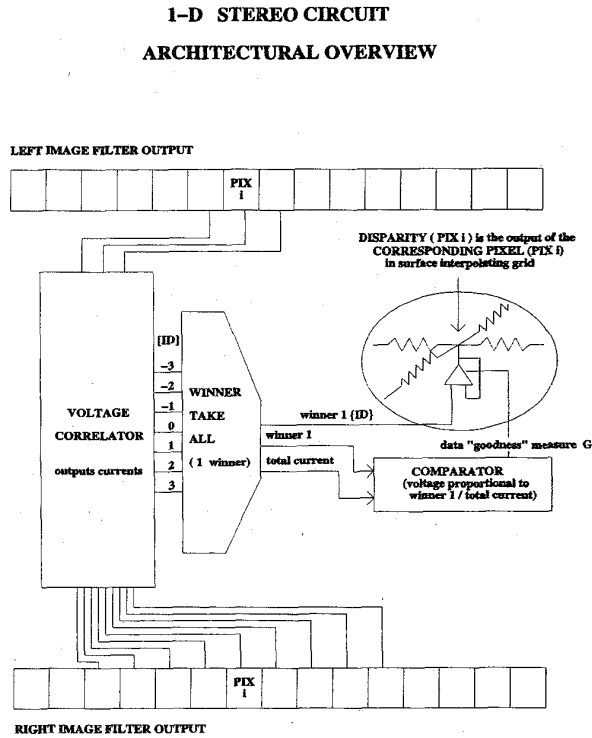 1-D STEREO CIRCUIT
ARCHITECTURAL OVERVIEW
LEFT IMAGE FILTER OUTPUT
PIX
i
DISPARITY ( PIX i ) is the output of the
CORRESPONDING PIXEL (PIX i)
in surface interpolating grid
[ID]
-3
-2
-1
0
1
2
3
VOLTAGE
CORRELATOR
outputs currents
WINNER
TAKE
ALL
( 1 winner)
winner 1 {ID}
winner 1
total current
data "goodness" measure G
COMPARATOR
(voltage proportional to
winner 1 / total current)
PIX
i
RIGHT IMAGE FILTER OUTPUT